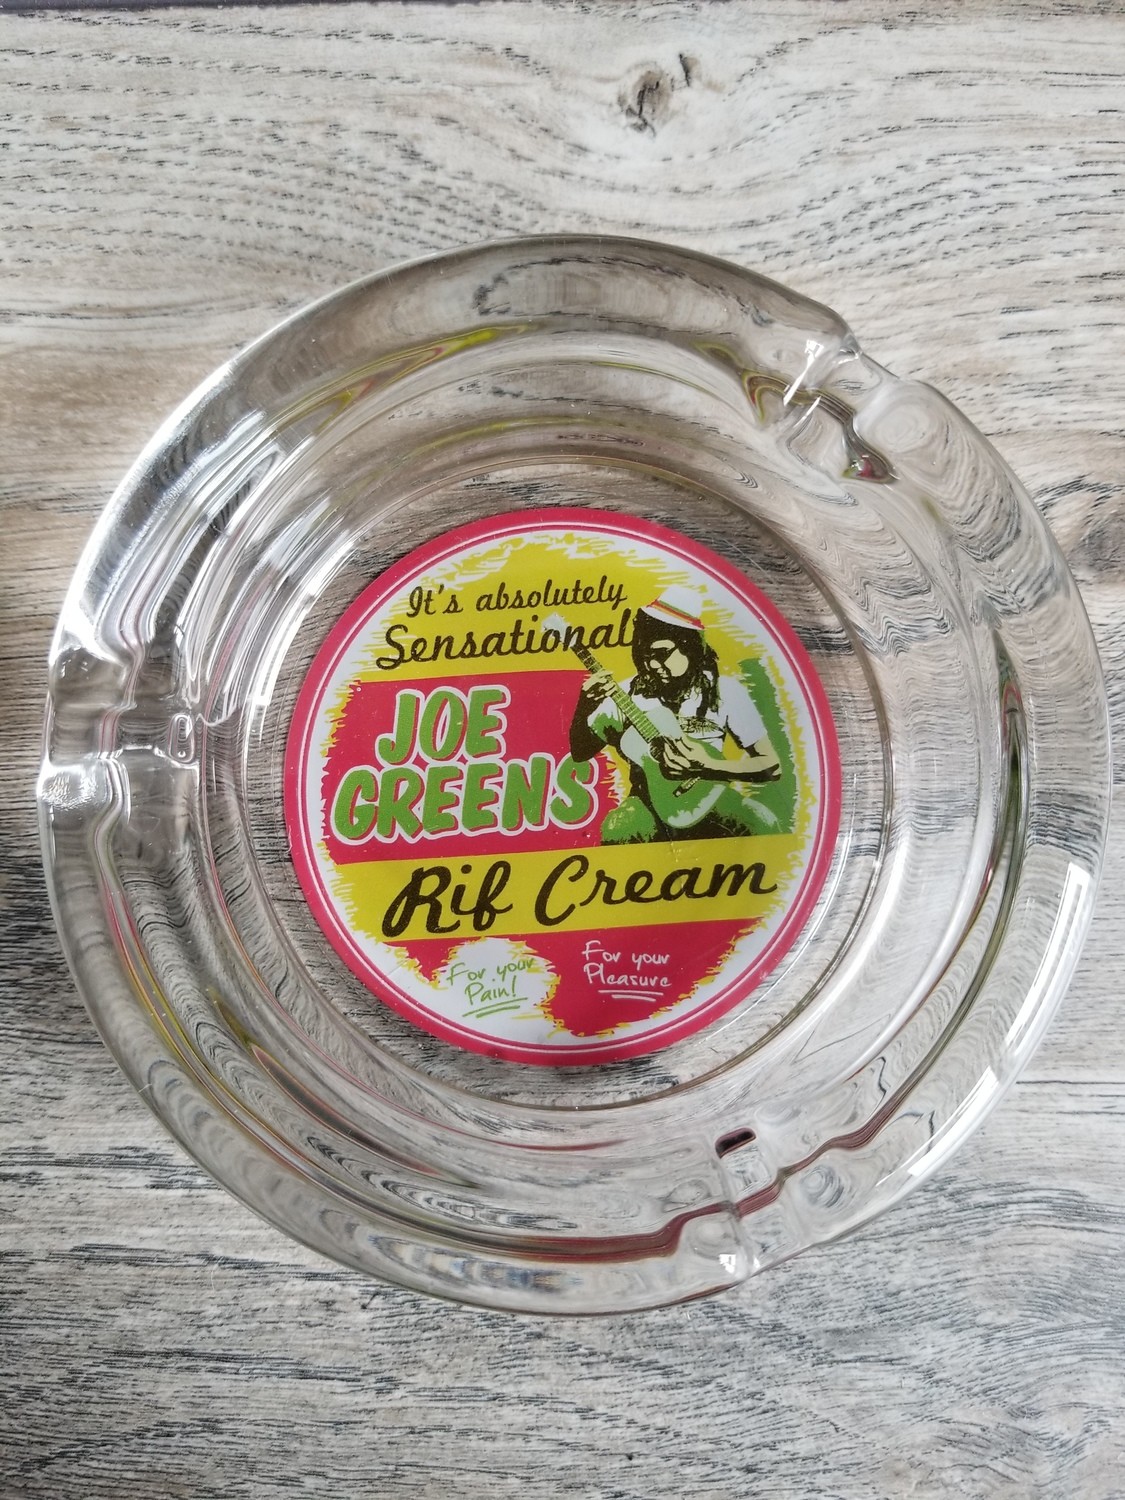 It's absolutely
Sensational
JOE
GREENS
Rif Cream
For your
Pain!
For your
Pleasure